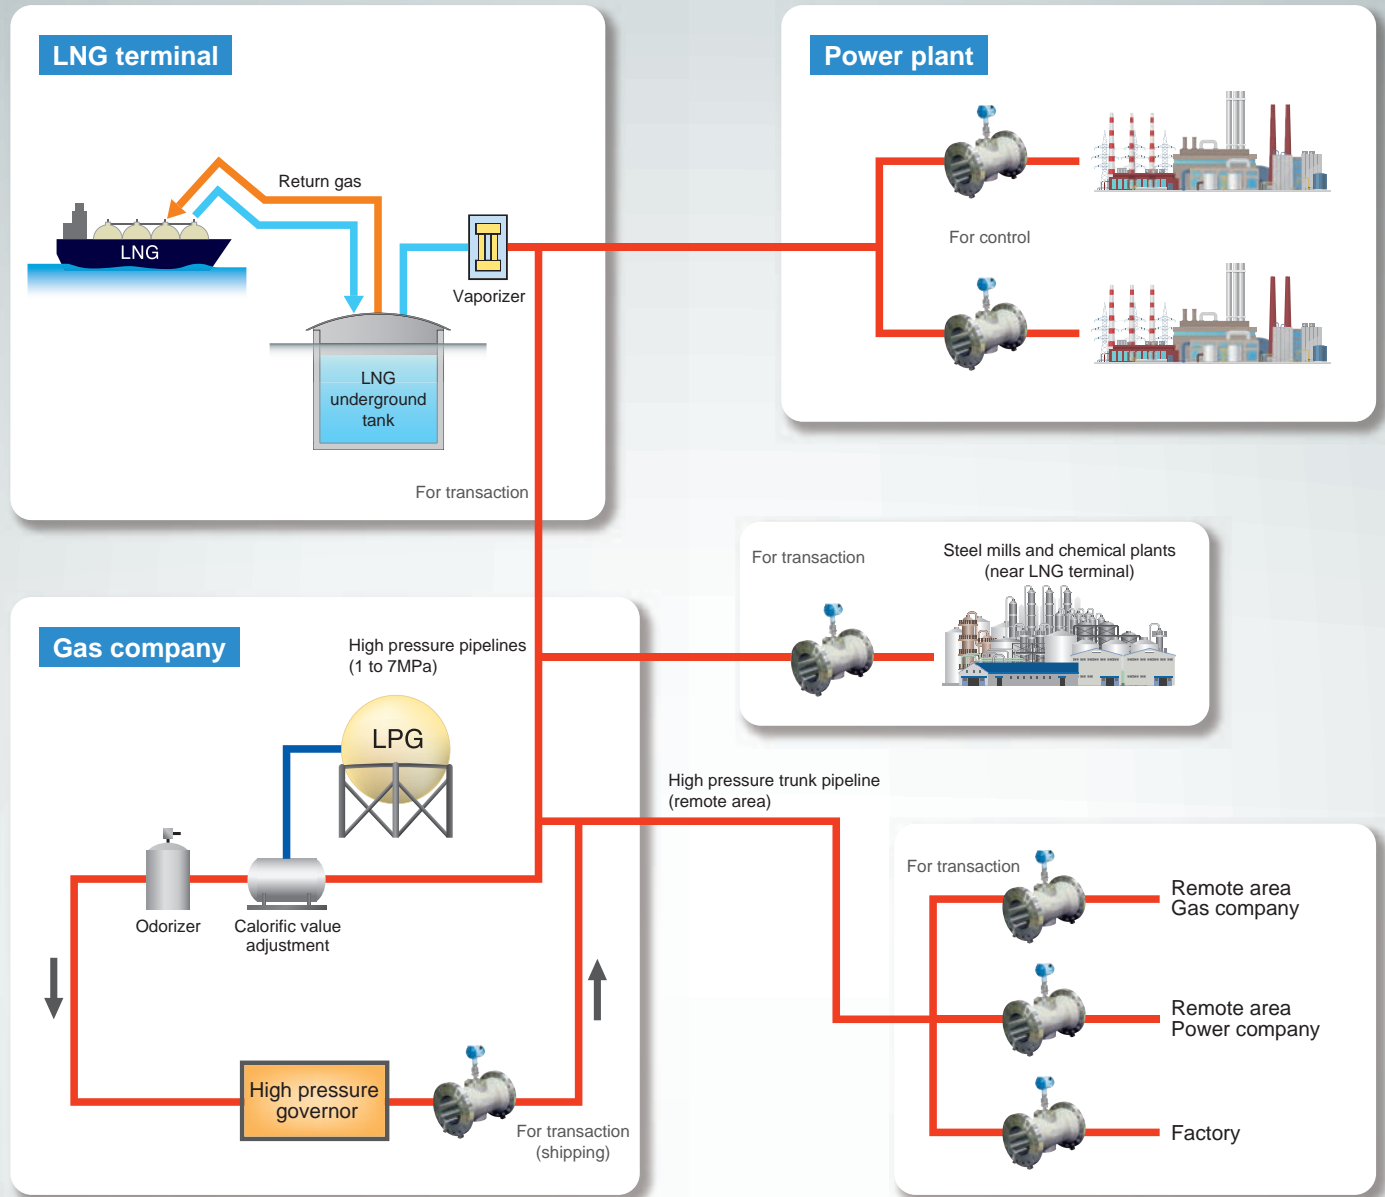 LNG terminal
Return gas
LNG
Vaporizer
LNG
underground
tank
For transaction
Power plant
For control
For transaction
Steel mills and chemical plants
(near LNG terminal)
Gas company
High pressure pipelines
(1 to 7MPa)
LPG
Odorizer
Calorific value
adjustment
High pressure
governor
For transaction
(shipping)
High pressure trunk pipeline
(remote area)
For transaction
Remote area
Gas company
Remote area
Power company
Factory